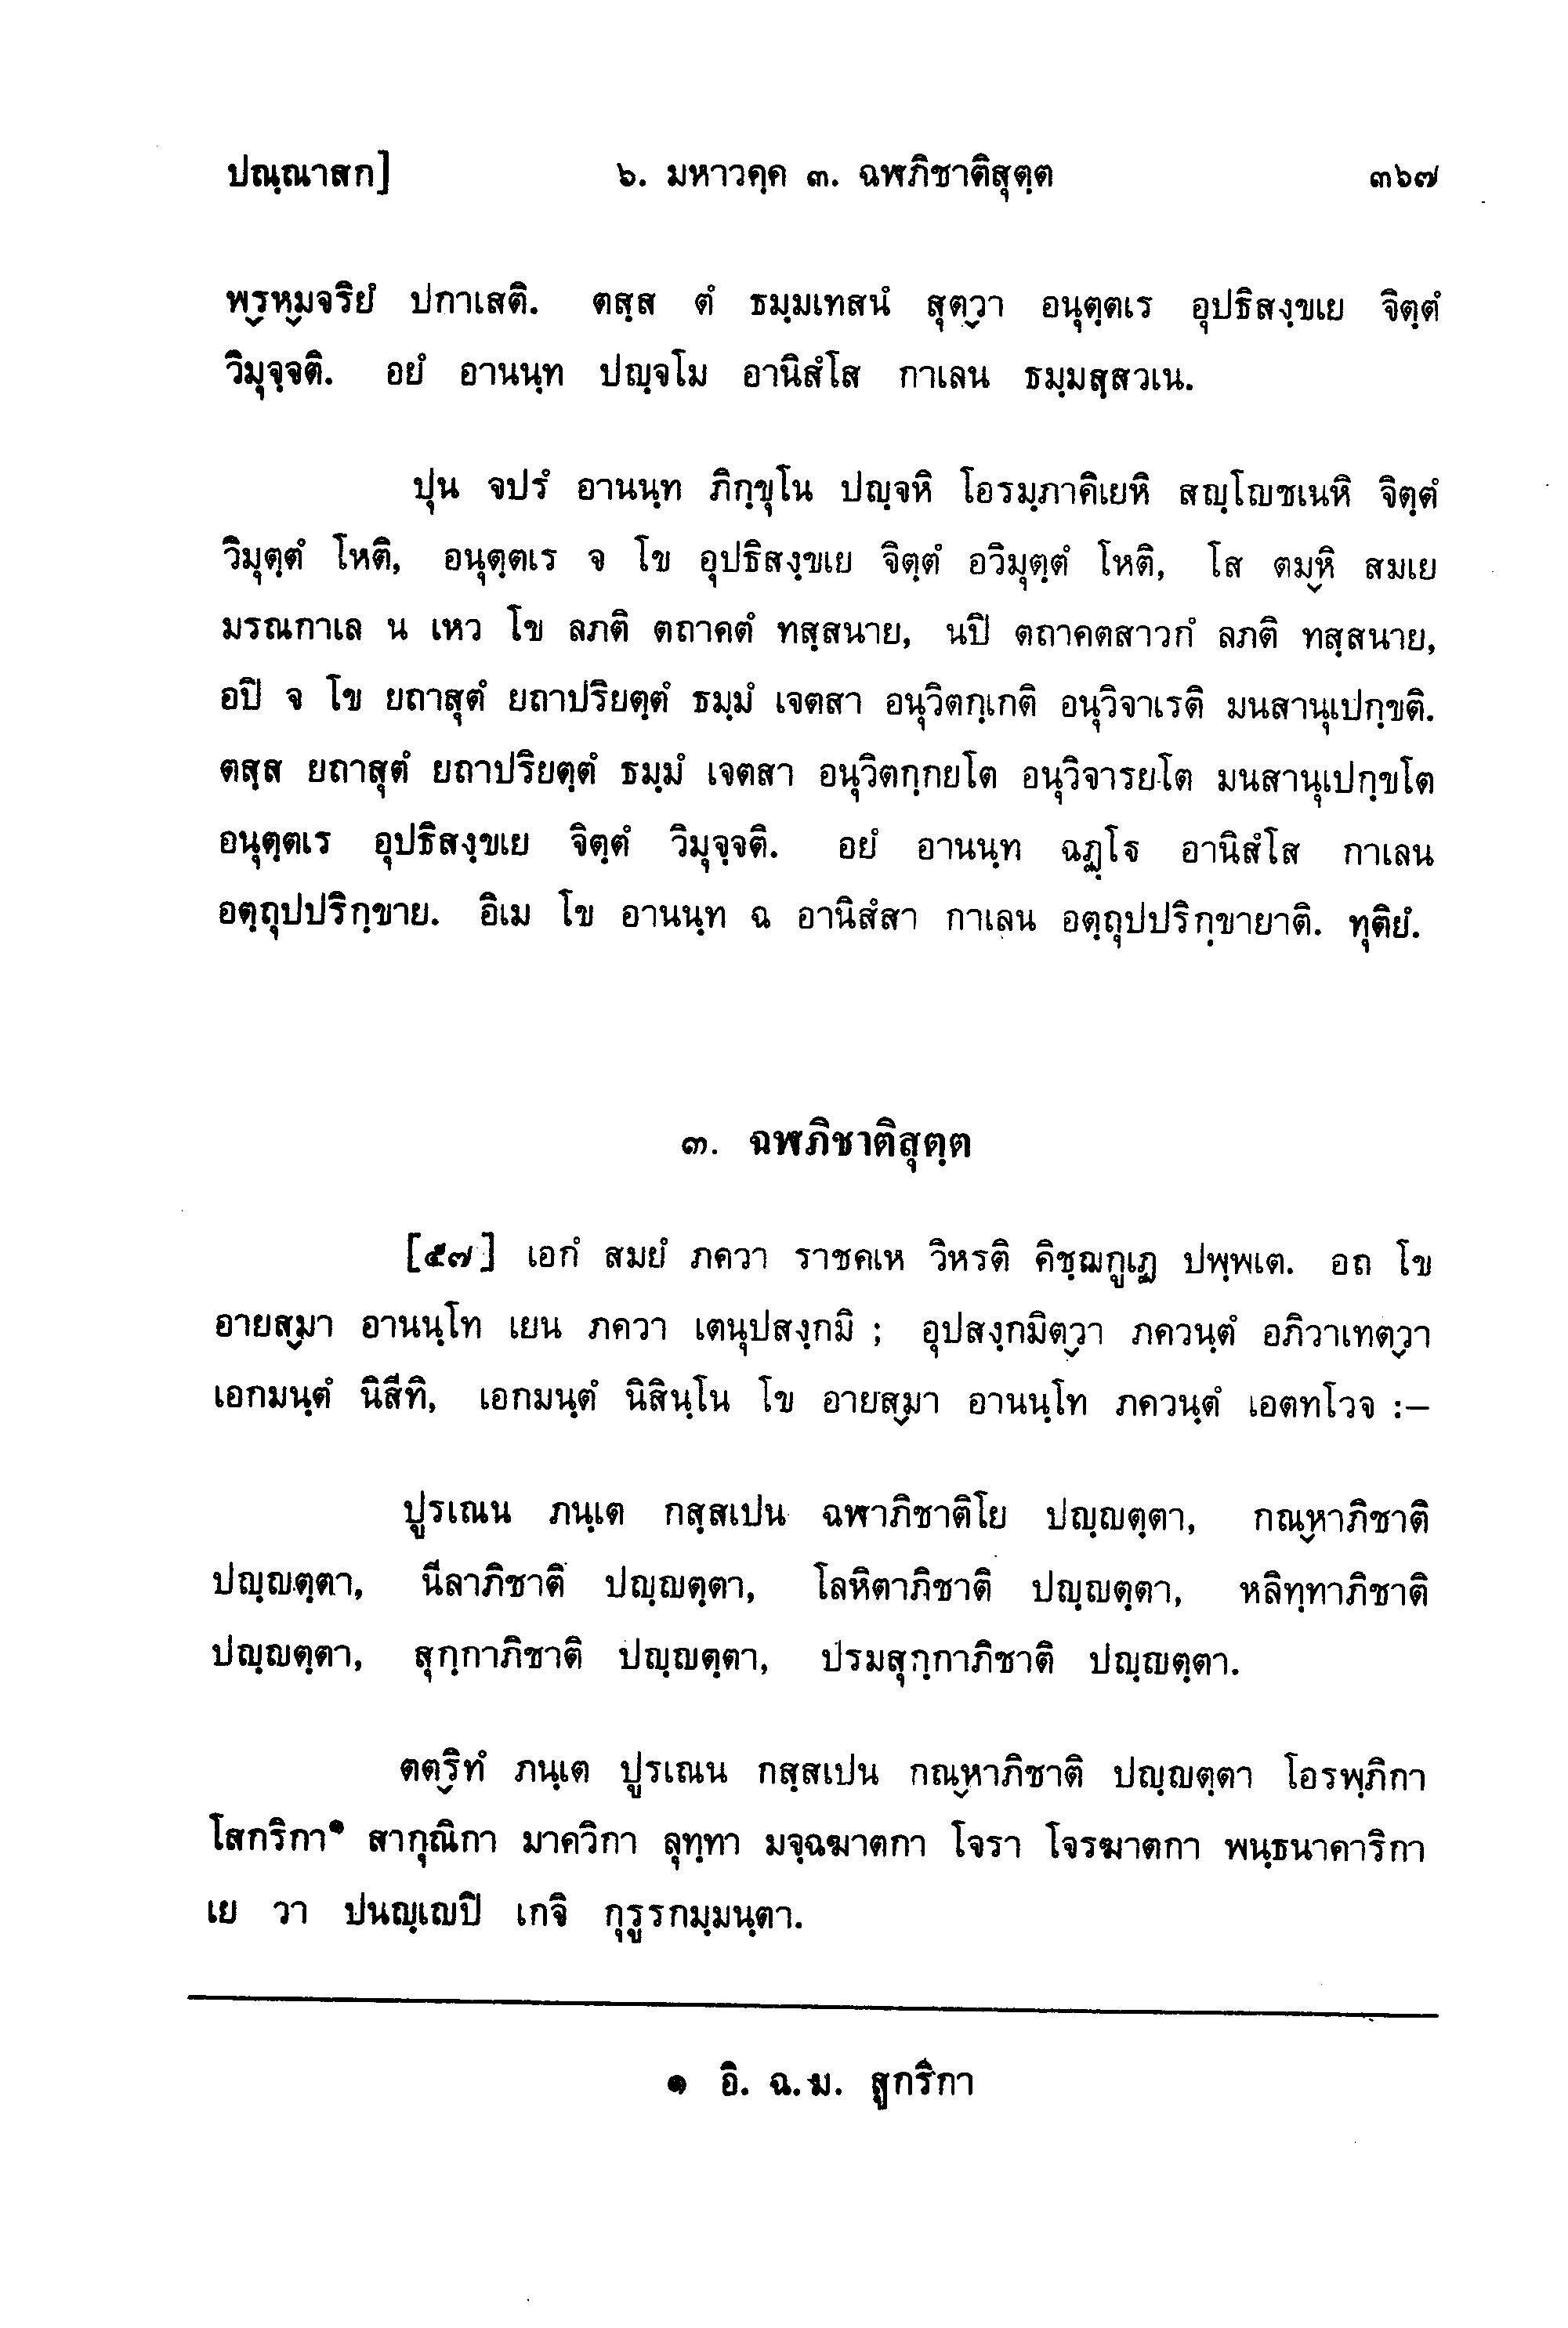 ปณฺณาสก] ๖. มหาวคฺค ๓. ฉฬภิชาติสุตฺต ๓๖๗
พฺรหฺมจริยํ ปกาเสติ. ตสฺส ตํ ธมฺมเทสนํ สุตฺวา อนุตฺตเร อุปธิสงฺขเย จิตฺตํ
วิมุจฺจติ. อยํ อานนฺท ปญฺจโม อานิสํโส กาเลน ธมฺมสฺสวเน.
ปุน จปรํ อานนฺท ภิกฺขุโน ปญฺจหิ โอรมฺภาคิเยหิ สญฺโญชเนหิ จิตฺตํ
วิมุตฺตํ โหติ, อนุตฺตเร จ โข อุปธิสงฺขเย จิตฺตํ อวิมุตฺตํ โหติ, โส ตมฺหิ สมเย
มรณกาเล น เหว โข ลภติ ตถาคตํ ทสฺสนาย, นปิ ตถาคตสาวกํ ลภติ ทสฺสนาย,
อปิ จ โข ยถาสุตํ ยถาปริยตฺตํ ธมฺมํ เจตสา อนุวิตกฺเกติ อนุวิจาเรติ มนสานุเปกฺขติ.
ตสฺส ยถาสุตํ ยถาปริยตฺตํ ธมฺมํ เจตสา อนุวิตกฺกยโต อนุวิจารยโต มนสานุเปกฺขโต
อนุตฺตเร อุปธิสงฺขเย จิตฺตํ วิมุจฺจติ. อยํ อานนฺท ฉฏฺโฐ อานิสํโส กาเลน
อตฺถุปปริกฺขาย. อิเม โข อานนฺท ฉ อานิสํสา กาเลน อตฺถุปปริกฺขายาติ. ทุติยํ.
๓. ฉฬภิชาติสุตฺต
[๕๗] เอกํ สมยํ ภควา ราชคเห วิหรติ คิชฺฌกูเฏ ปพฺพเต. อถ โข
อายสฺมา อานนฺโท เยน ภควา เตนุปสงฺกมิ ; อุปสงฺกมิตฺวา ภควนฺตํ อภิวาเทตฺวา
เอกมนฺตํ นิสีทิ, เอกมนฺตํ นิสินฺโน โข อายสฺมา อานนฺโท ภควนฺตํ เอตทโวจ :—
ปูรเณน ภนฺเต กสฺสเปน ฉฬาภิชาติโย ปญฺญตฺตา, กณฺหาภิชาติ
ปญฺญตฺตา, นีลาภิชาติ ปญฺญตฺตา, โลหิตาภิชาติ ปญฺญตฺตา, หลิทฺทาภิชาติ
ปญฺญตฺตา, สุกฺกาภิชาติ ปญฺญตฺตา, ปรมสุกฺกาภิชาติ ปญฺญตฺตา.
ตตฺริทํ ภนฺเต ปูรเณน กสฺสเปน กณฺหาภิชาติ ปญฺญตฺตา โอรพฺภิกา
โสกริกา๑ สากุณิกา มาควิกา ลุทฺทา มจฺฉฆาตกา โจรา โจรฆาตกา พนฺธนาคาริกา
เย วา ปนญฺเญปิ เกจิ กุรูรกมฺมนฺตา.
๑ อิ. ฉ.ม. สูกริกา